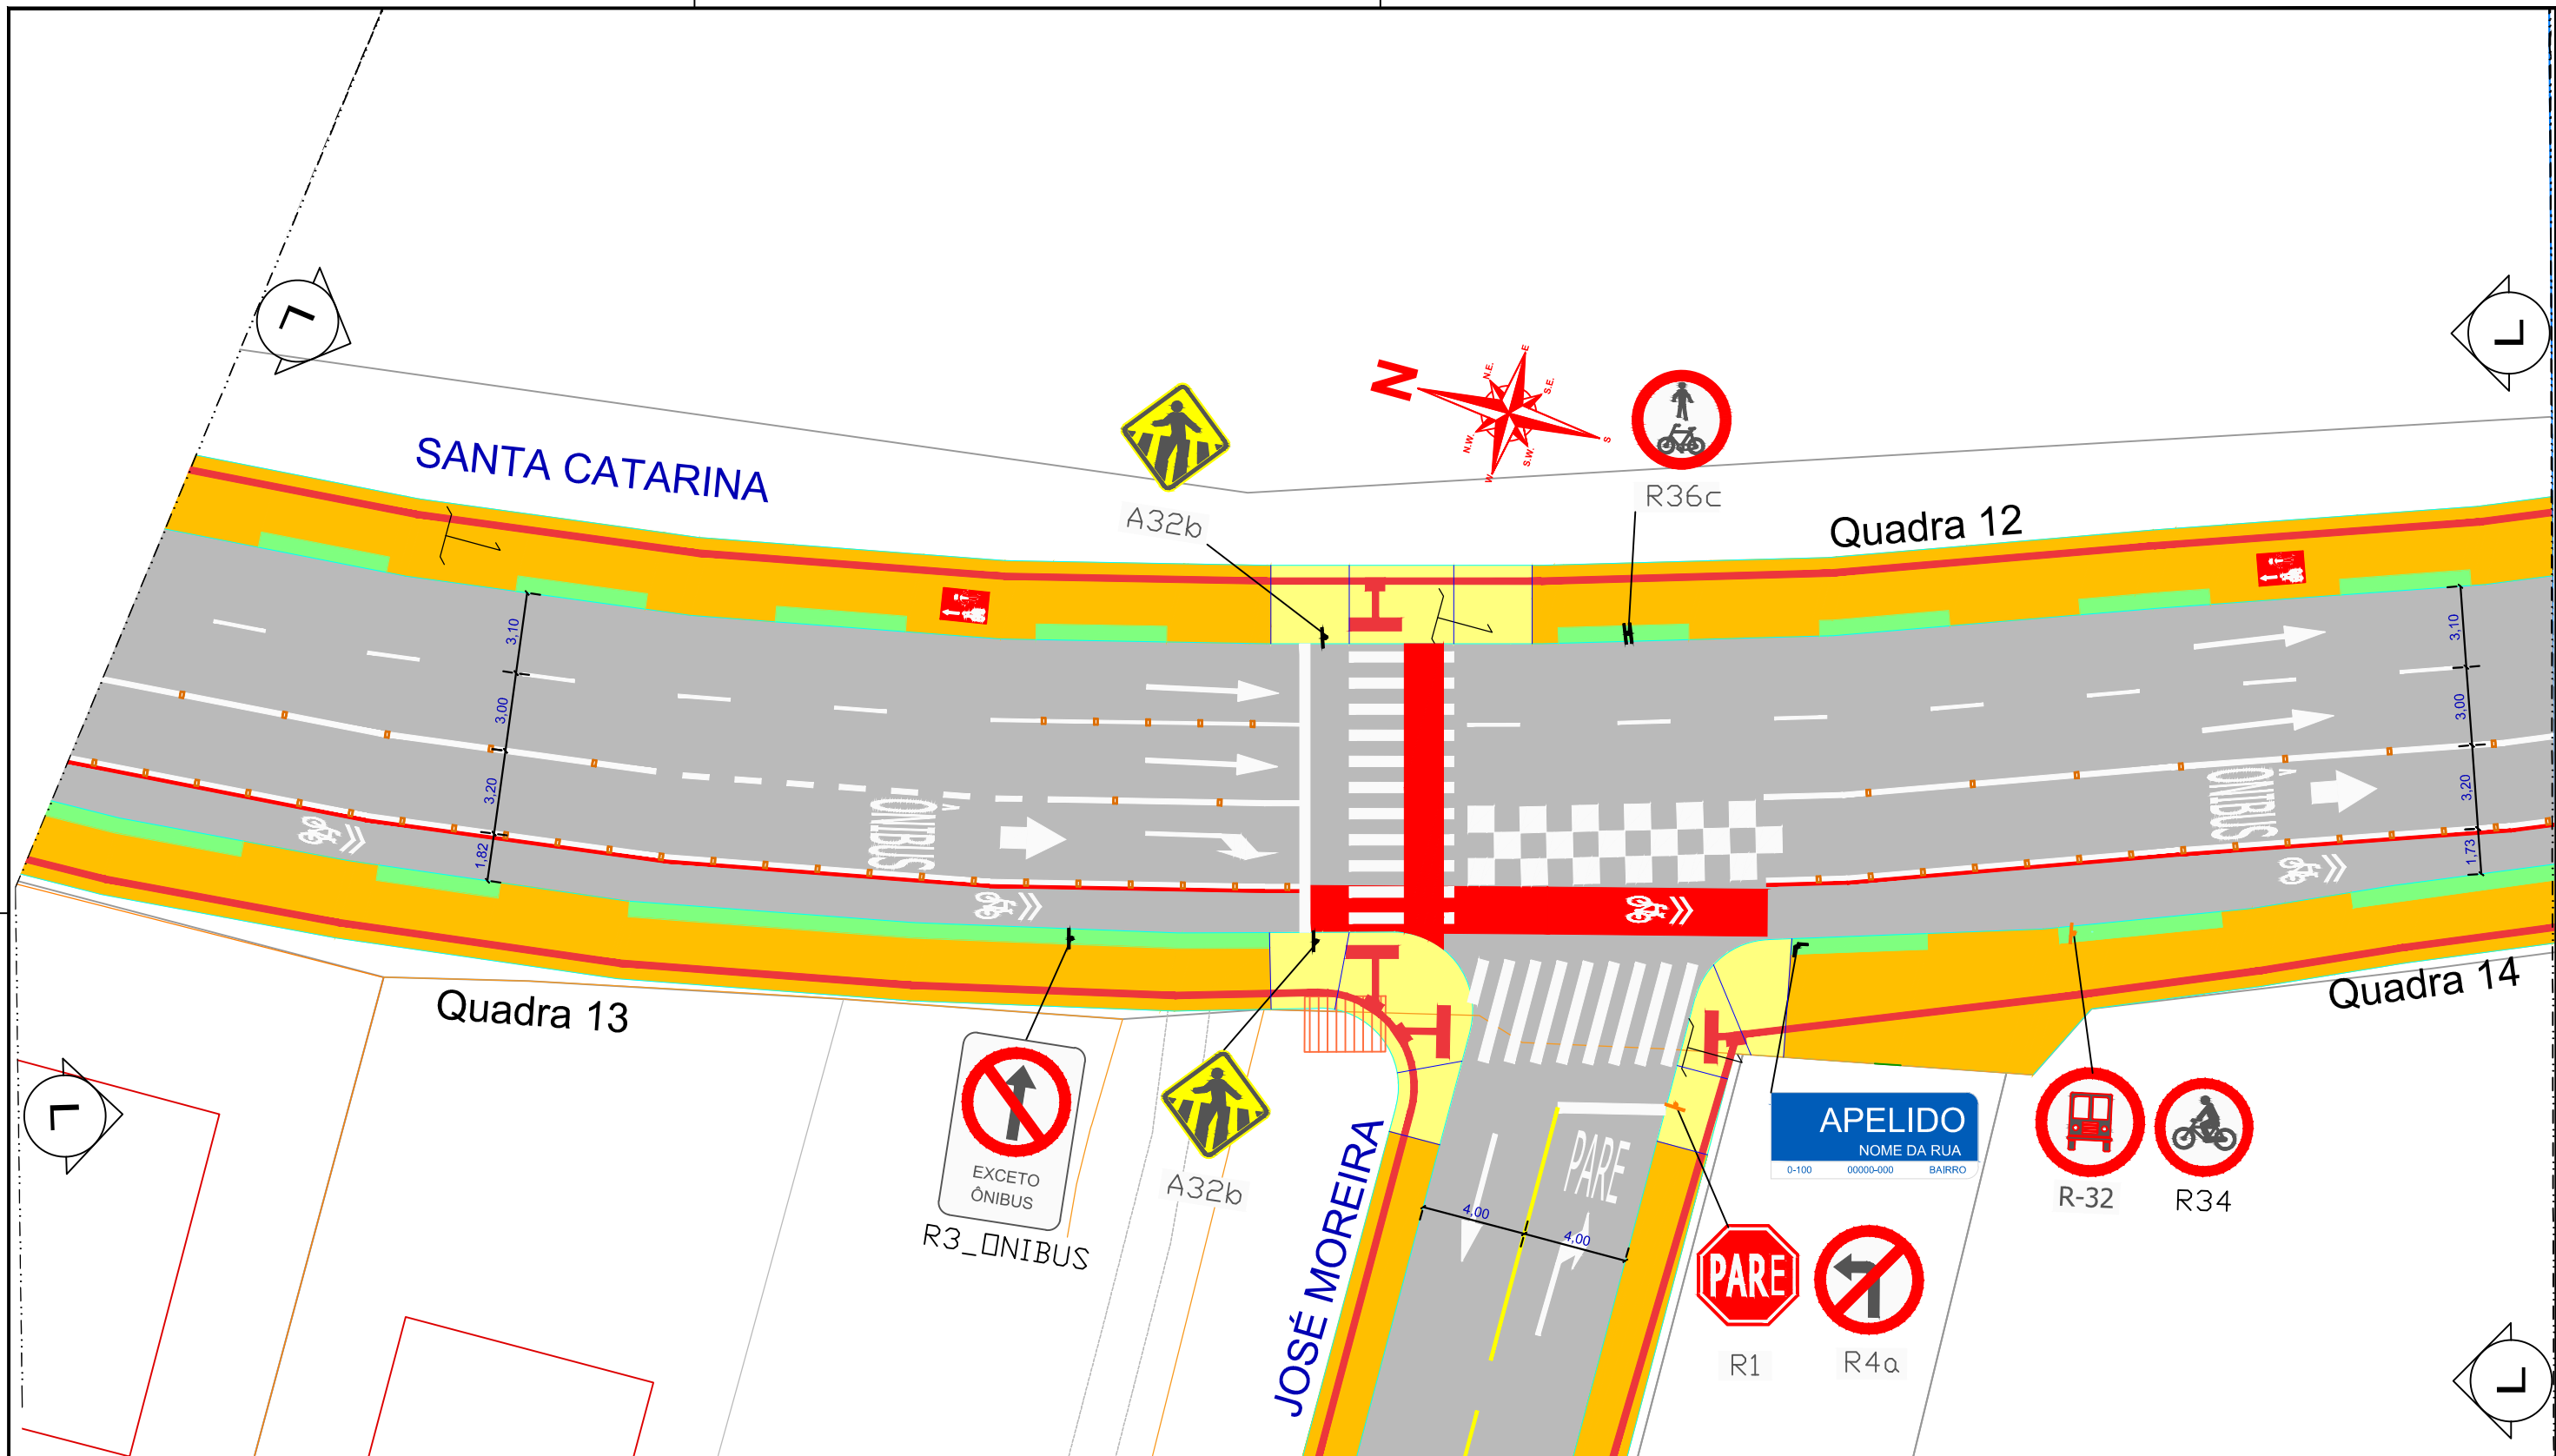 SANTA CATARINA
A32b
N
N.E.
E
S.E.
S
S.W.
W
N.W.
R36c
Quadra 12
3,10
3,00
3,20
1,82
3,10
3,00
3,20
1,73
ÔNIBUS
ÔNIBUS
Quadra 13
Quadra 14
EXCETO
ÔNIBUS
R3_□NIBUS
A32b
JOSÉ MOREIRA
PARE
4,00
4,00
APELIDO
NOME DA RUA
0-100 00000-000 BAIRRO
R-32
R34
PARE
R1
R4a
L
L
L
L